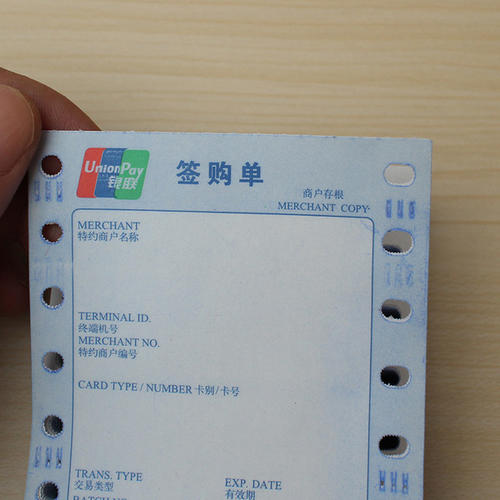 UnionPay
银联
签购单
商户存根
MERCHANT COPY
MERCHANT
特约商户名称
TERMINAL ID.
终端机号
MERCHANT NO.
特约商户编号
CARD TYPE / NUMBER 卡别/卡号
TRANS. TYPE
交易类型
EXP. DATE
有效期